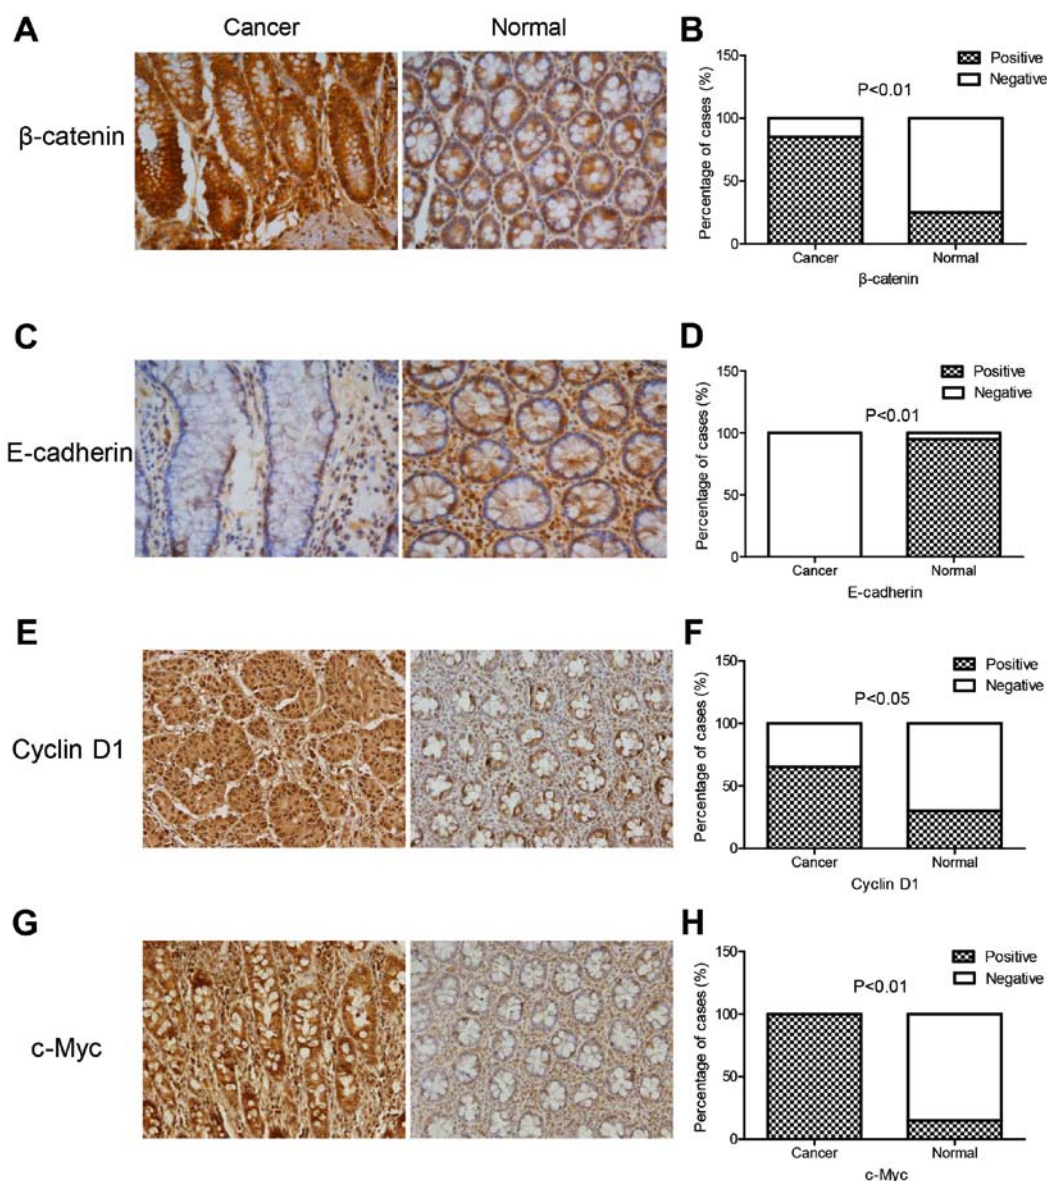 A
Cancer
Normal
β-catenin
B
150
100
50
0
Percentage of cases (%)
Positive
Negative
P<0.01
Cancer
Normal
β-catenin
C
E-cadherin
D
150
100
50
0
Percentage of cases (%)
Positive
Negative
P<0.01
Cancer
Normal
E-cadherin
E
Cyclin D1
F
150
100
50
0
Percentage of cases (%)
Positive
Negative
P<0.05
Cancer
Normal
Cyclin D1
G
c-Myc
H
150
100
50
0
Percentage of cases (%)
Positive
Negative
P<0.01
Cancer
Normal
c-Myc